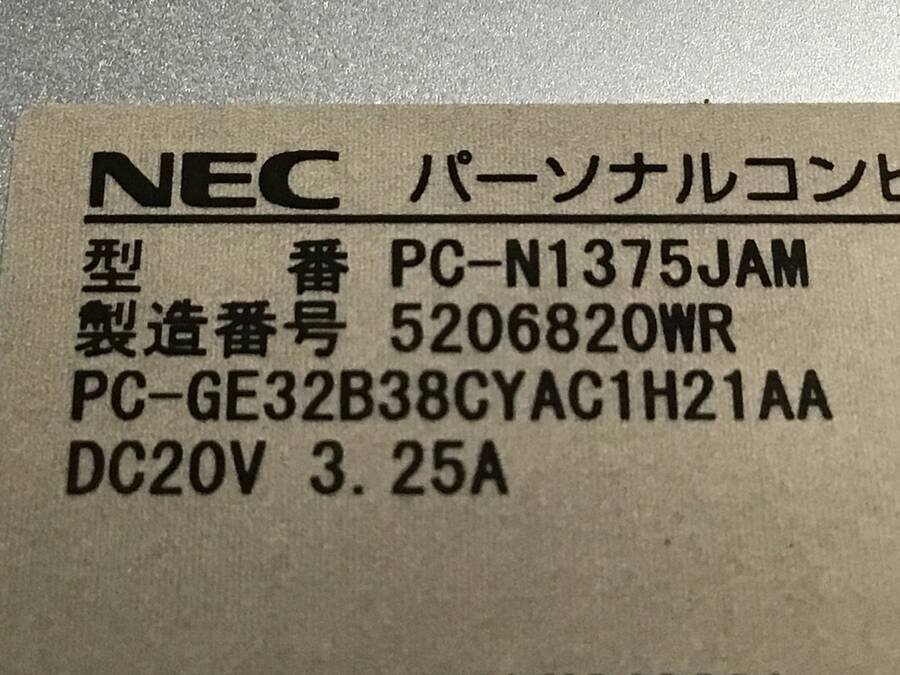 NEC パーソナルコンピ
型 番 PC-N1375JAM
製造番号 5206820WR
PC-GE32B38CYAC1H21AA
DC20V 3.25A